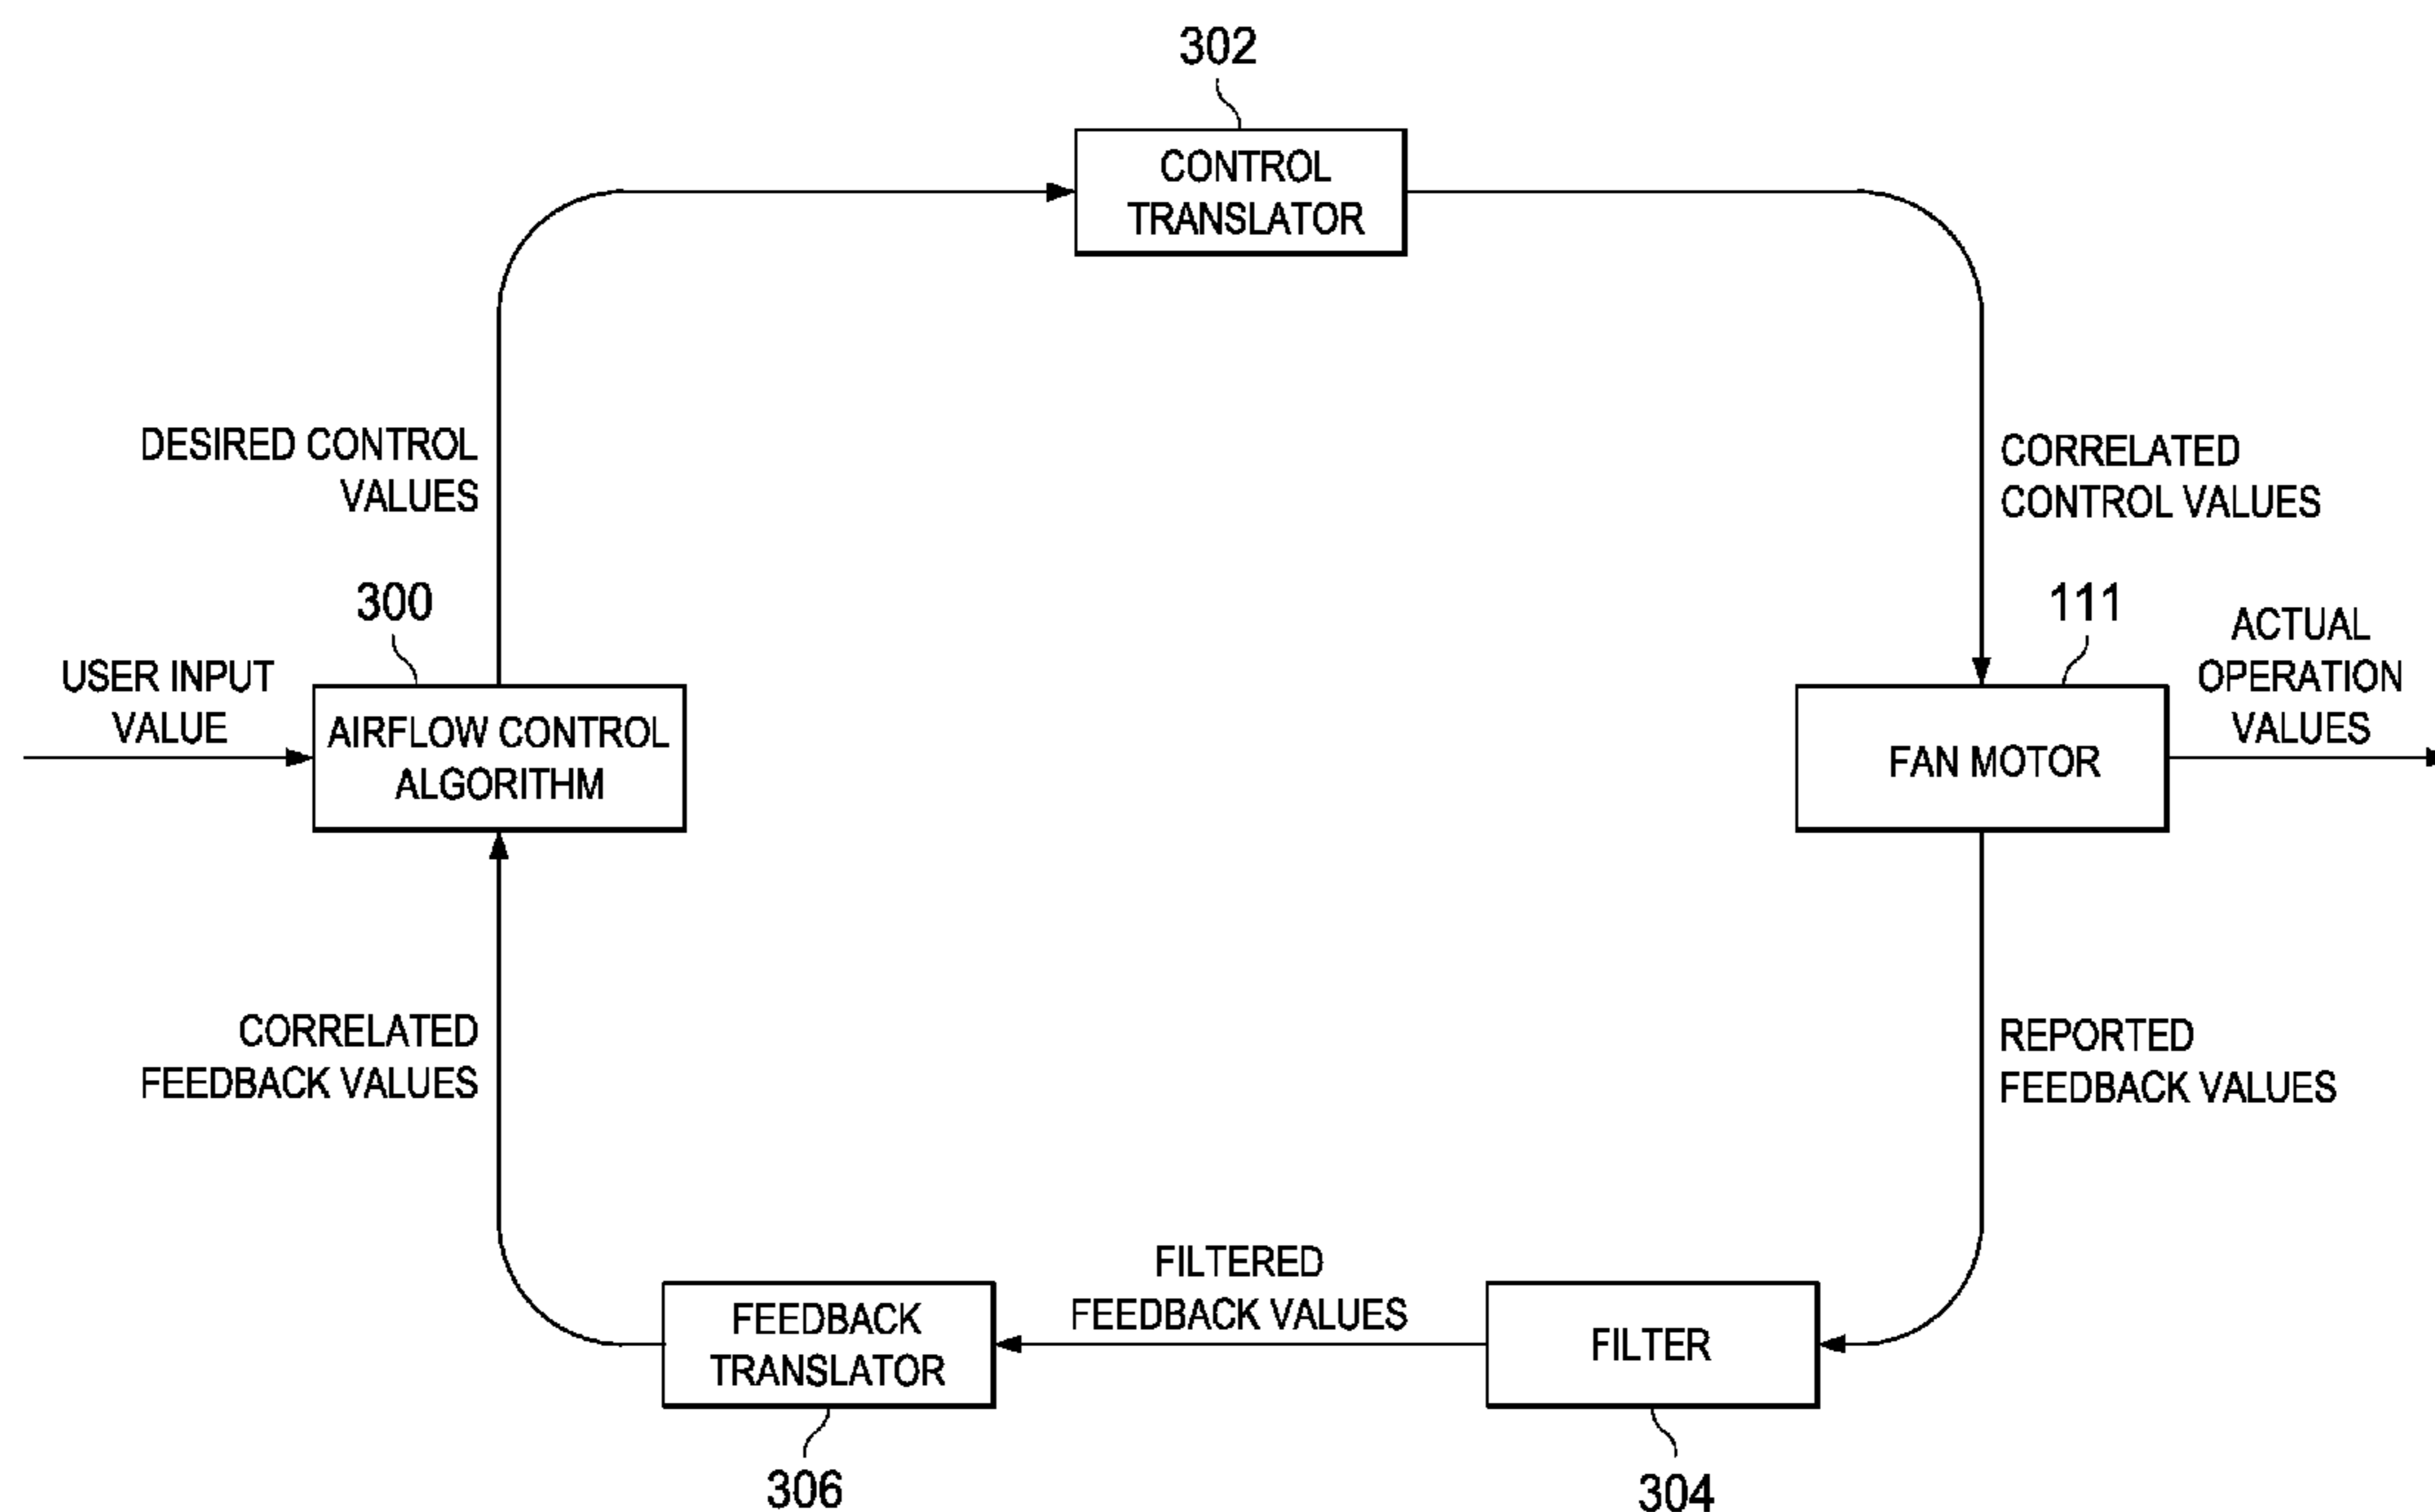 302
CONTROL
TRANSLATOR
DESIRED CONTROL
VALUES
CORRELATED
CONTROL VALUES
300
111
USER INPUT
VALUE
AIRFLOW CONTROL
ALGORITHM
FAN MOTOR
ACTUAL
OPERATION
VALUES
CORRELATED
FEEDBACK VALUES
REPORTED
FEEDBACK VALUES
FEEDBACK
TRANSLATOR
FILTERED
FEEDBACK VALUES
FILTER
306
304